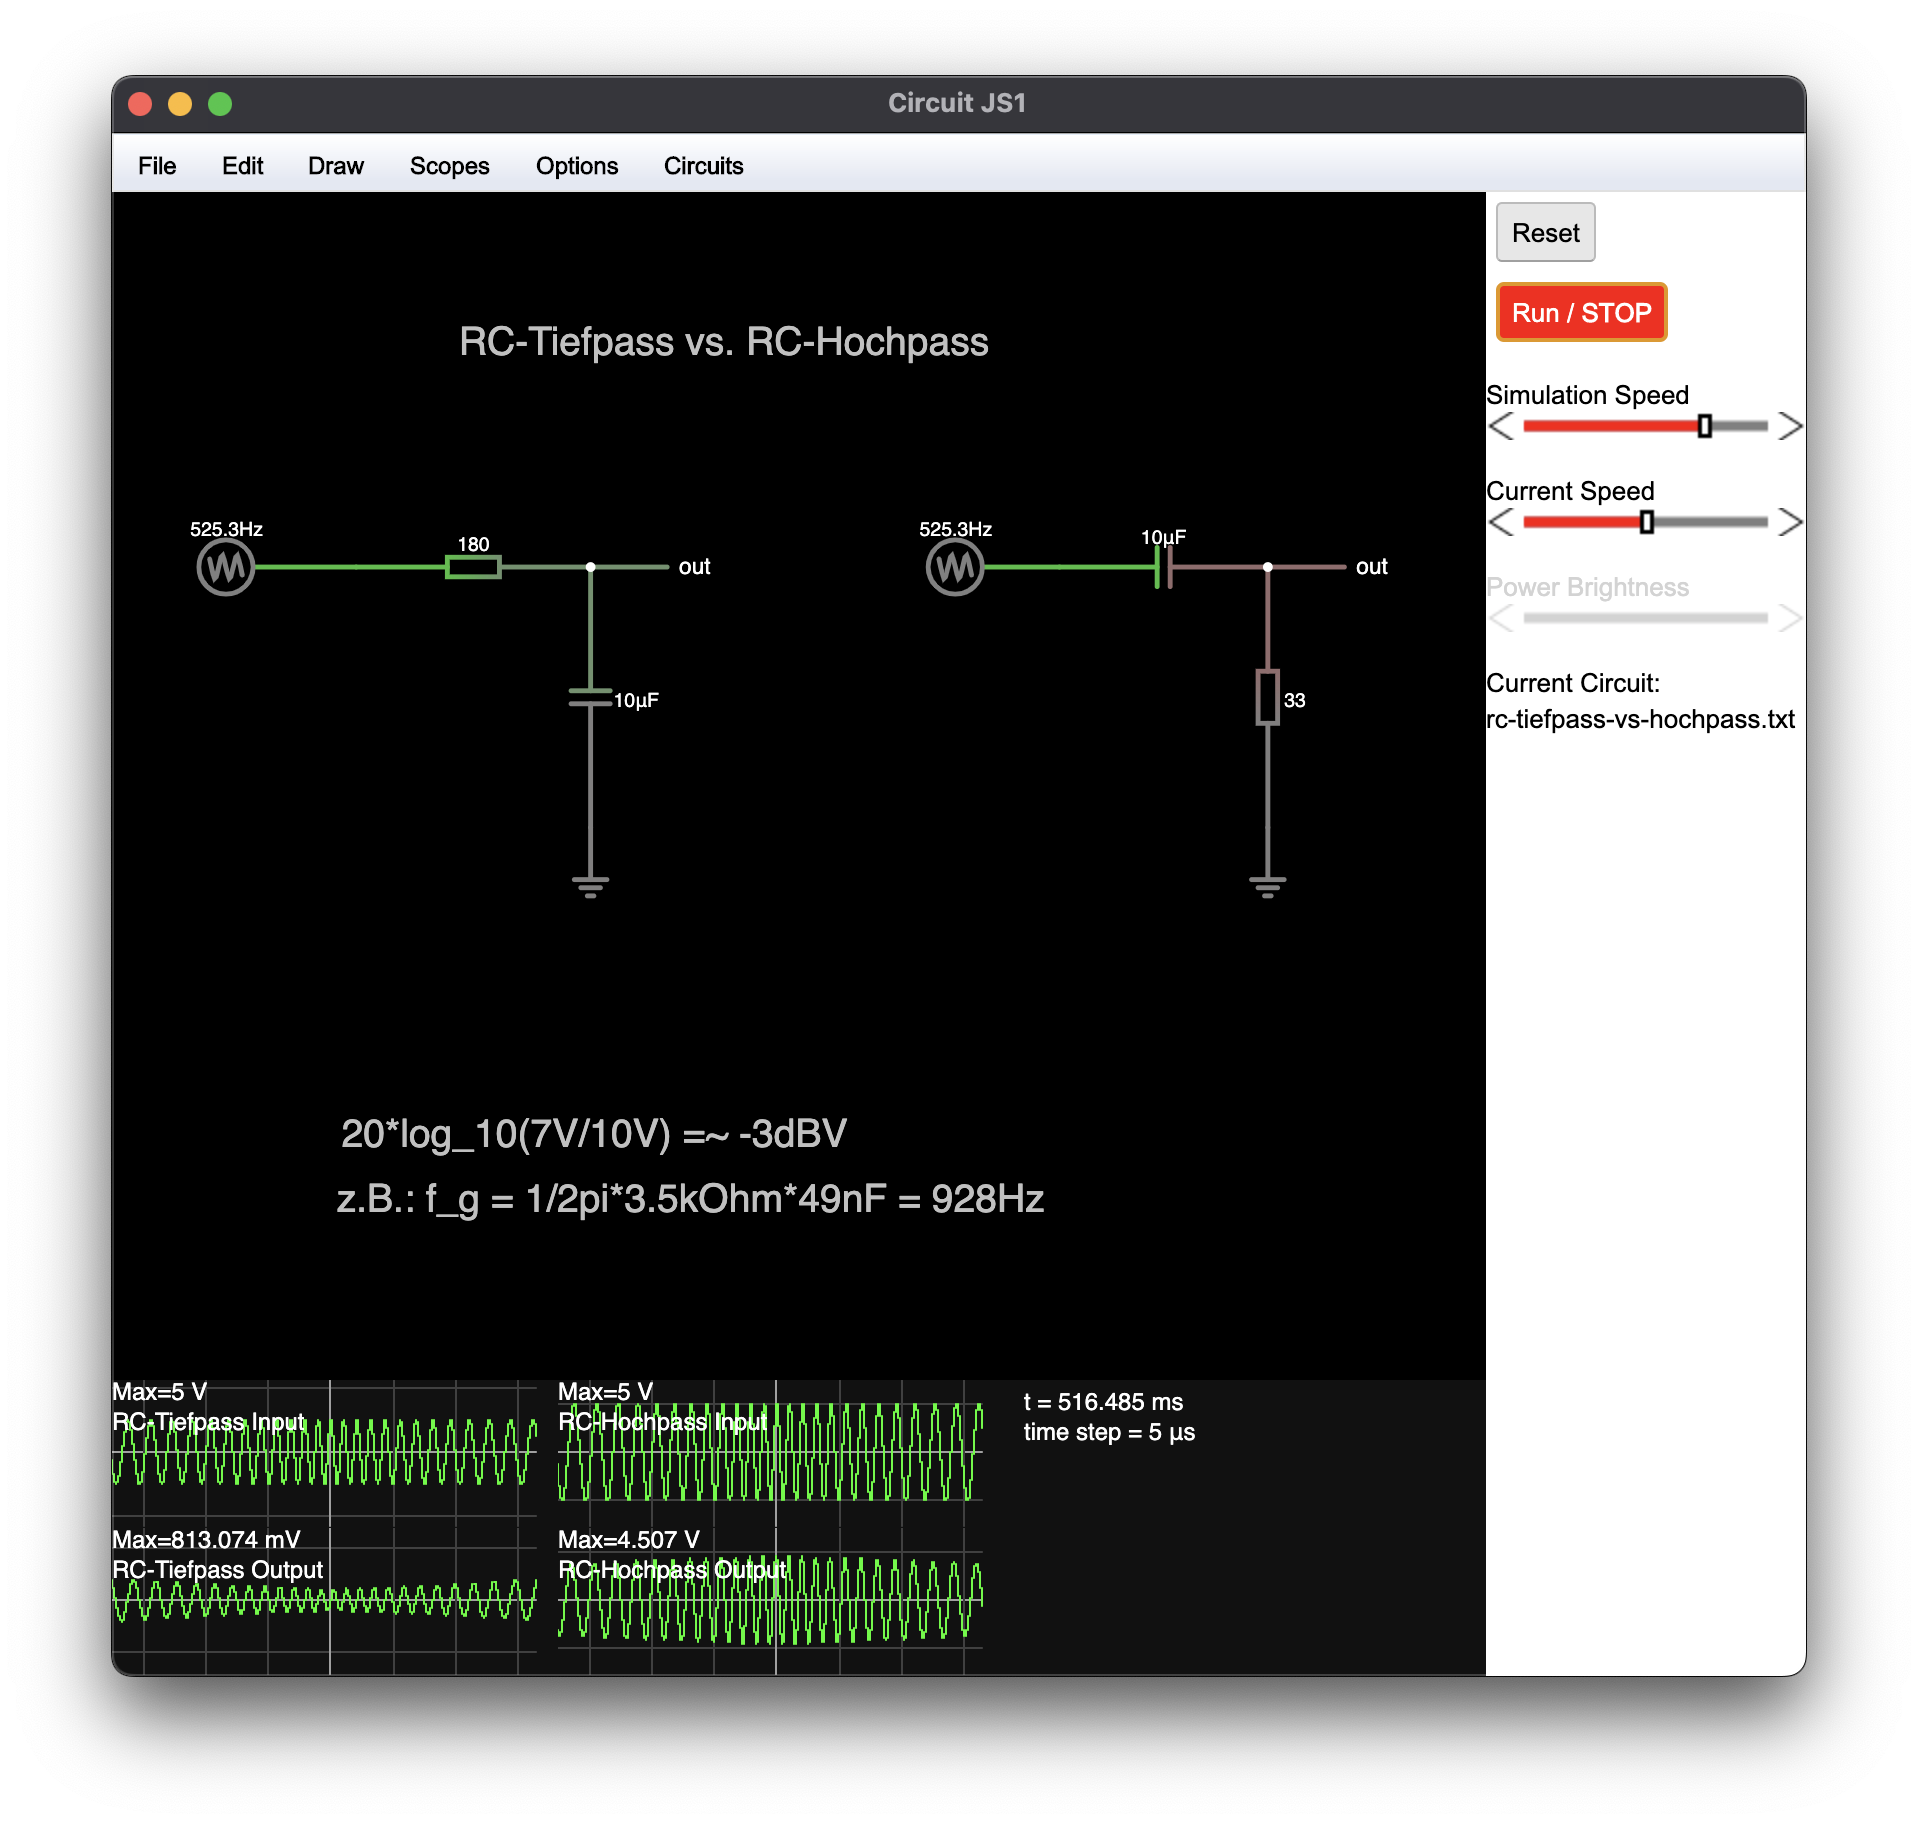 Circuit JS1
File Edit Draw Scopes Options Circuits
Reset
Run / STOP
Simulation Speed
Current Speed
Power Brightness
Current Circuit:
rc-tiefpass-vs-hochpass.txt
RC-Tiefpass vs. RC-Hochpass
525.3Hz
180
out
10µF
525.3Hz
10µF
out
33
20*log_10(7V/10V) =~ -3dBV
z.B.: f_g = 1/2pi*3.5kOhm*49nF = 928Hz
Max=5 V
RC-Tiefpass Input
Max=813.074 mV
RC-Tiefpass Output
Max=5 V
RC-Hochpass Input
Max=4.507 V
RC-Hochpass Output
t = 516.485 ms
time step = 5 µs